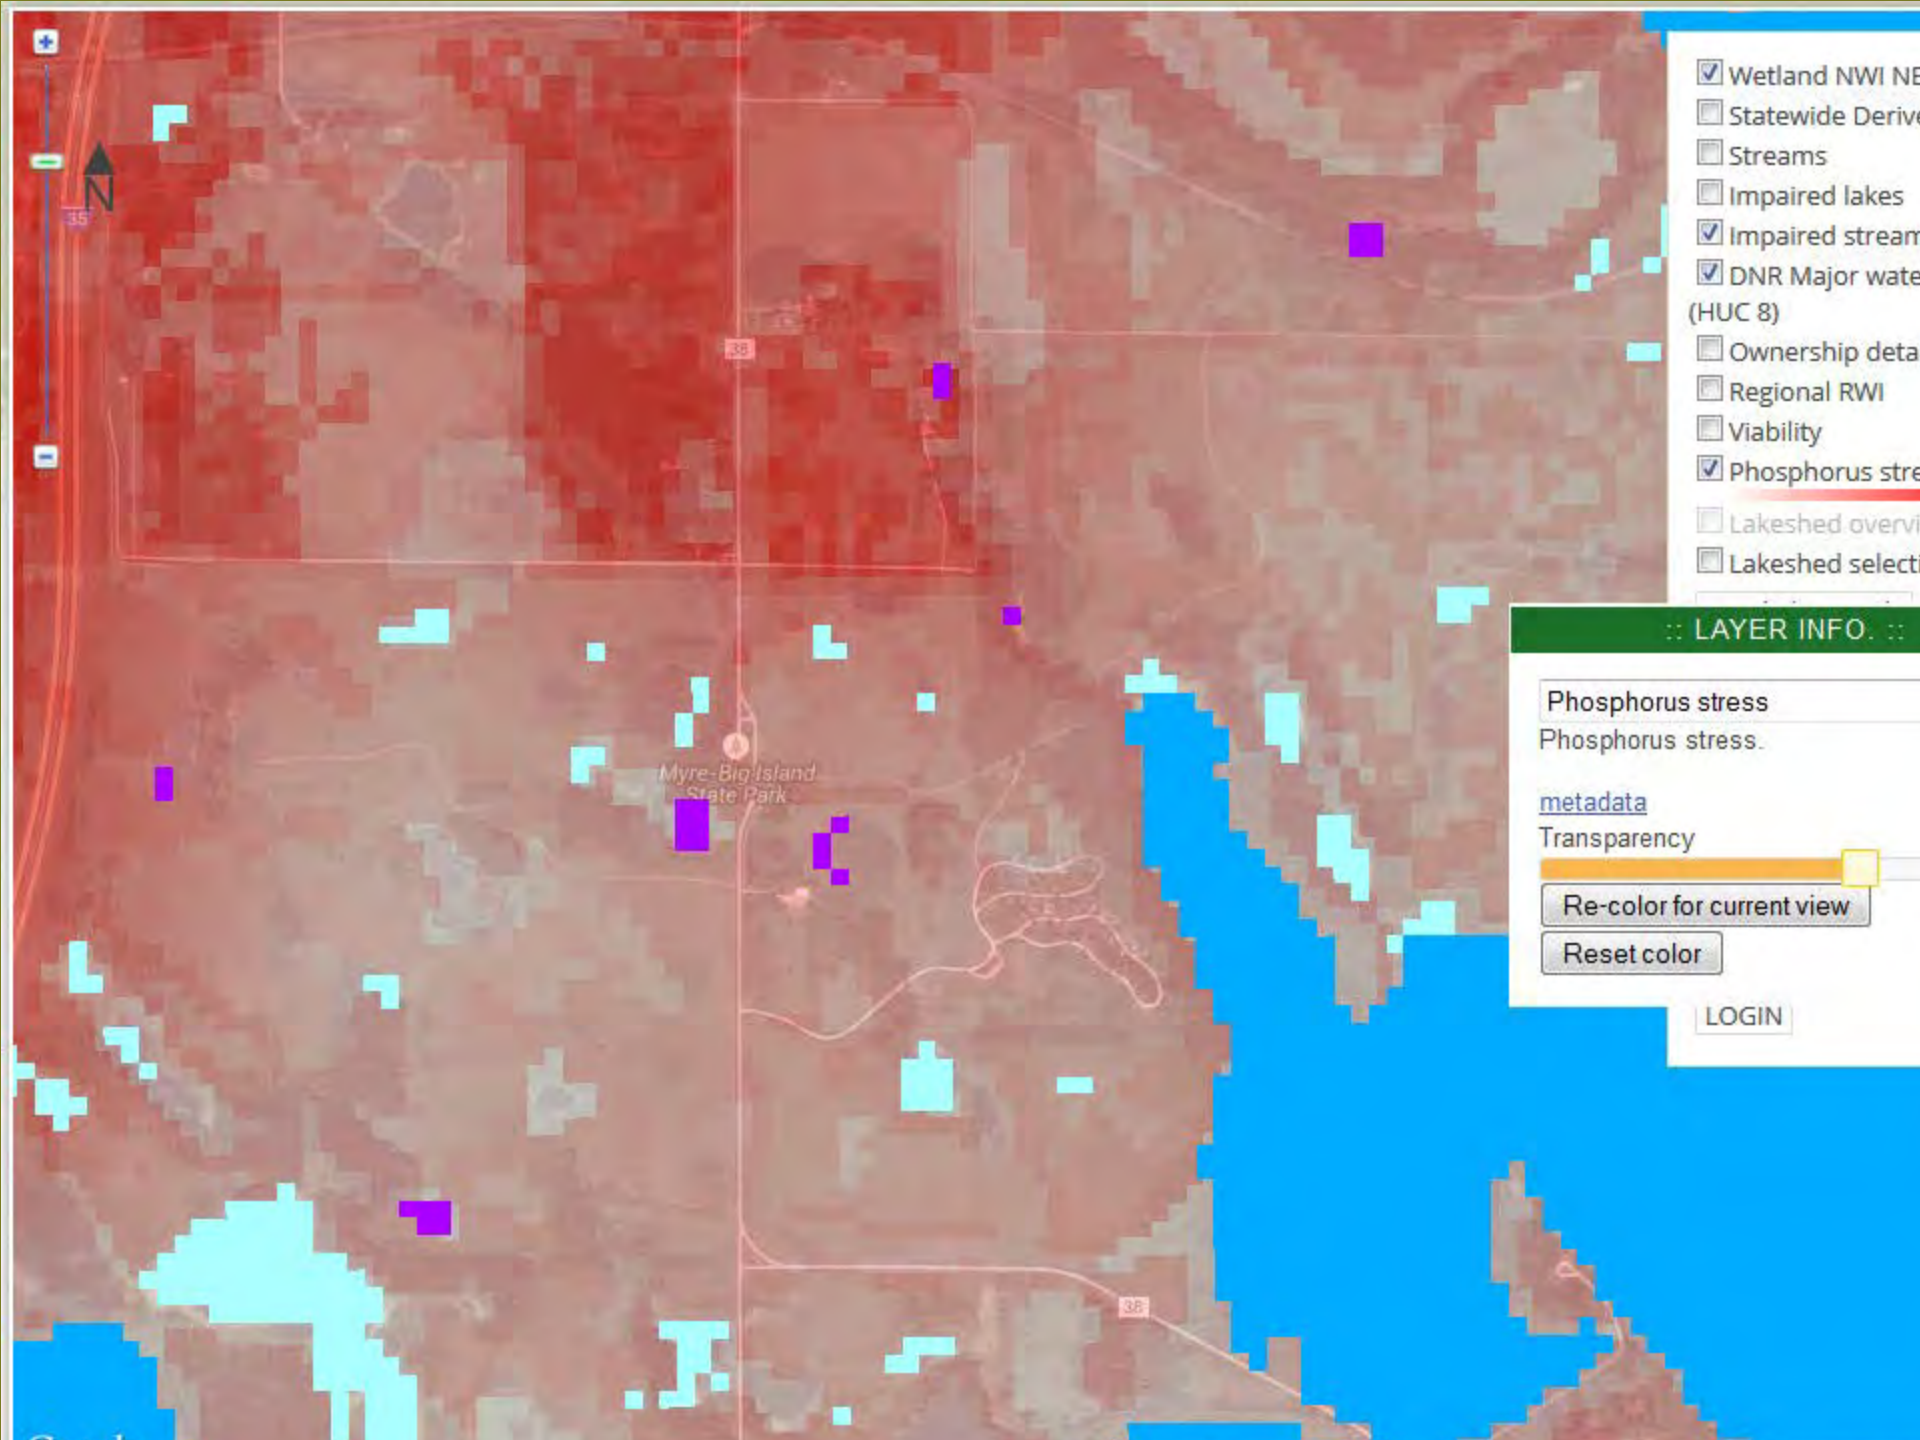 N
35
38
Myre-Big Island
State Park
38
Wetland NWI NE
Statewide Derive
Streams
Impaired lakes
Impaired stream
DNR Major wate
(HUC 8)
Ownership deta
Regional RWI
Viability
Phosphorus stre
Lakeshed overvi
Lakeshed selecti
:: LAYER INFO. ::
Phosphorus stress
Phosphorus stress.
metadata
Transparency
Re-color for current view
Reset color
LOGIN